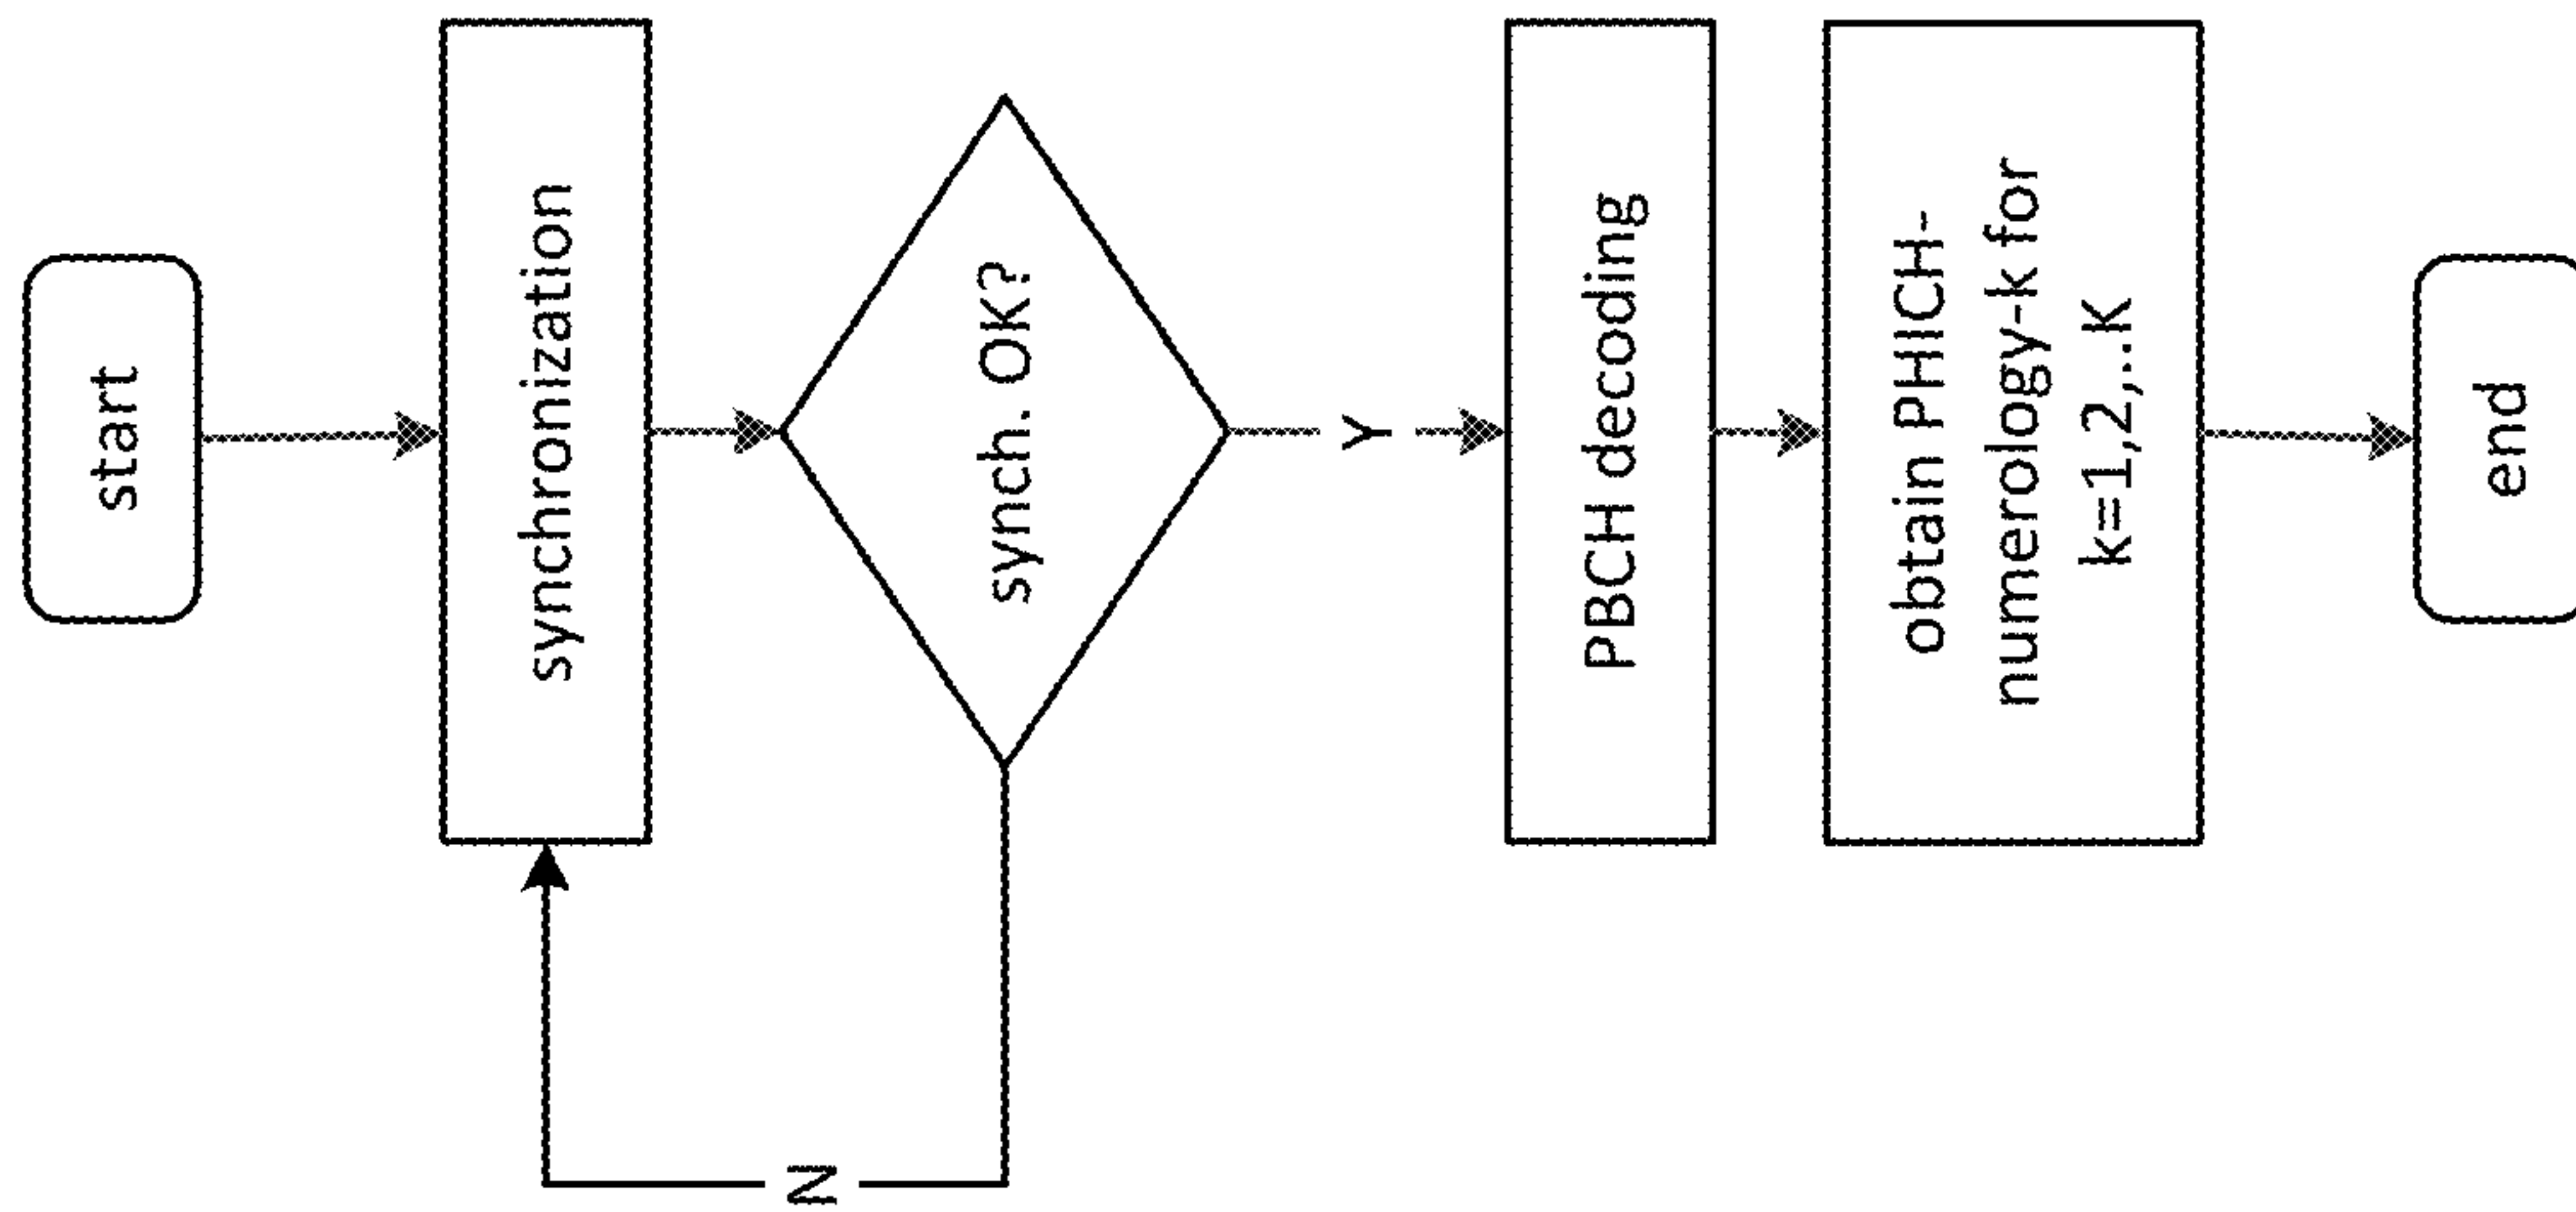 start
synchronization
synch. OK?
N
Y
PBCH decoding
obtain PHICH-
numerology-k for
k=1,2,..K
end